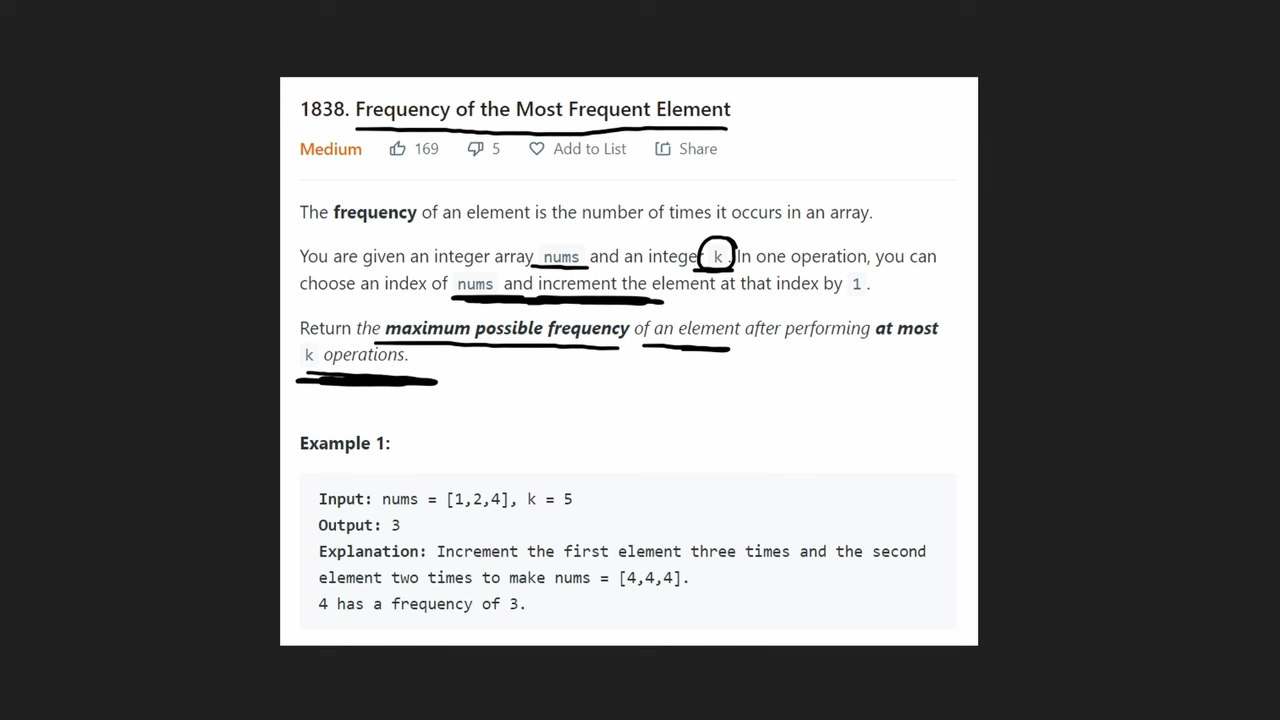 1838. Frequency of the Most Frequent Element
Medium 169 5 Add to List Share
The frequency of an element is the number of times it occurs in an array.
You are given an integer array nums and an intege k. In one operation, you can
choose an index of nums and increment the element at that index by 1.
Return the maximum possible frequency of an element after performing at most
k operations.
Example 1:
Input: nums = [1,2,4], k = 5
Output: 3
Explanation: Increment the first element three times and the second
element two times to make nums = [4,4,4].
4 has a frequency of 3.